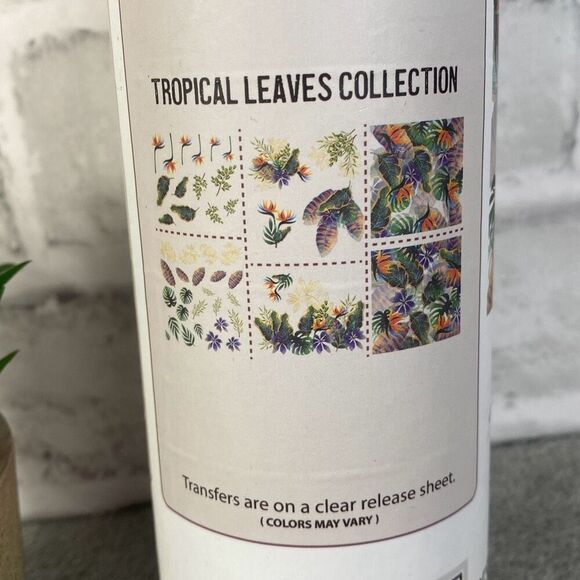 TROPICAL LEAVES COLLECTION
Transfers are on a clear release sheet.
( COLORS MAY VARY )